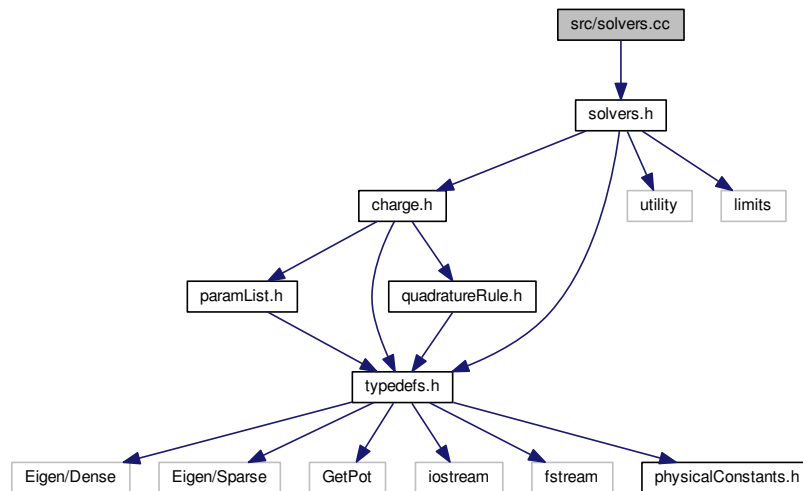 src/solvers.cc
solvers.h
charge.h
utility
limits
paramList.h
quadratureRule.h
typedefs.h
Eigen/Dense
Eigen/Sparse
GetPot
iostream
fstream
physicalConstants.h